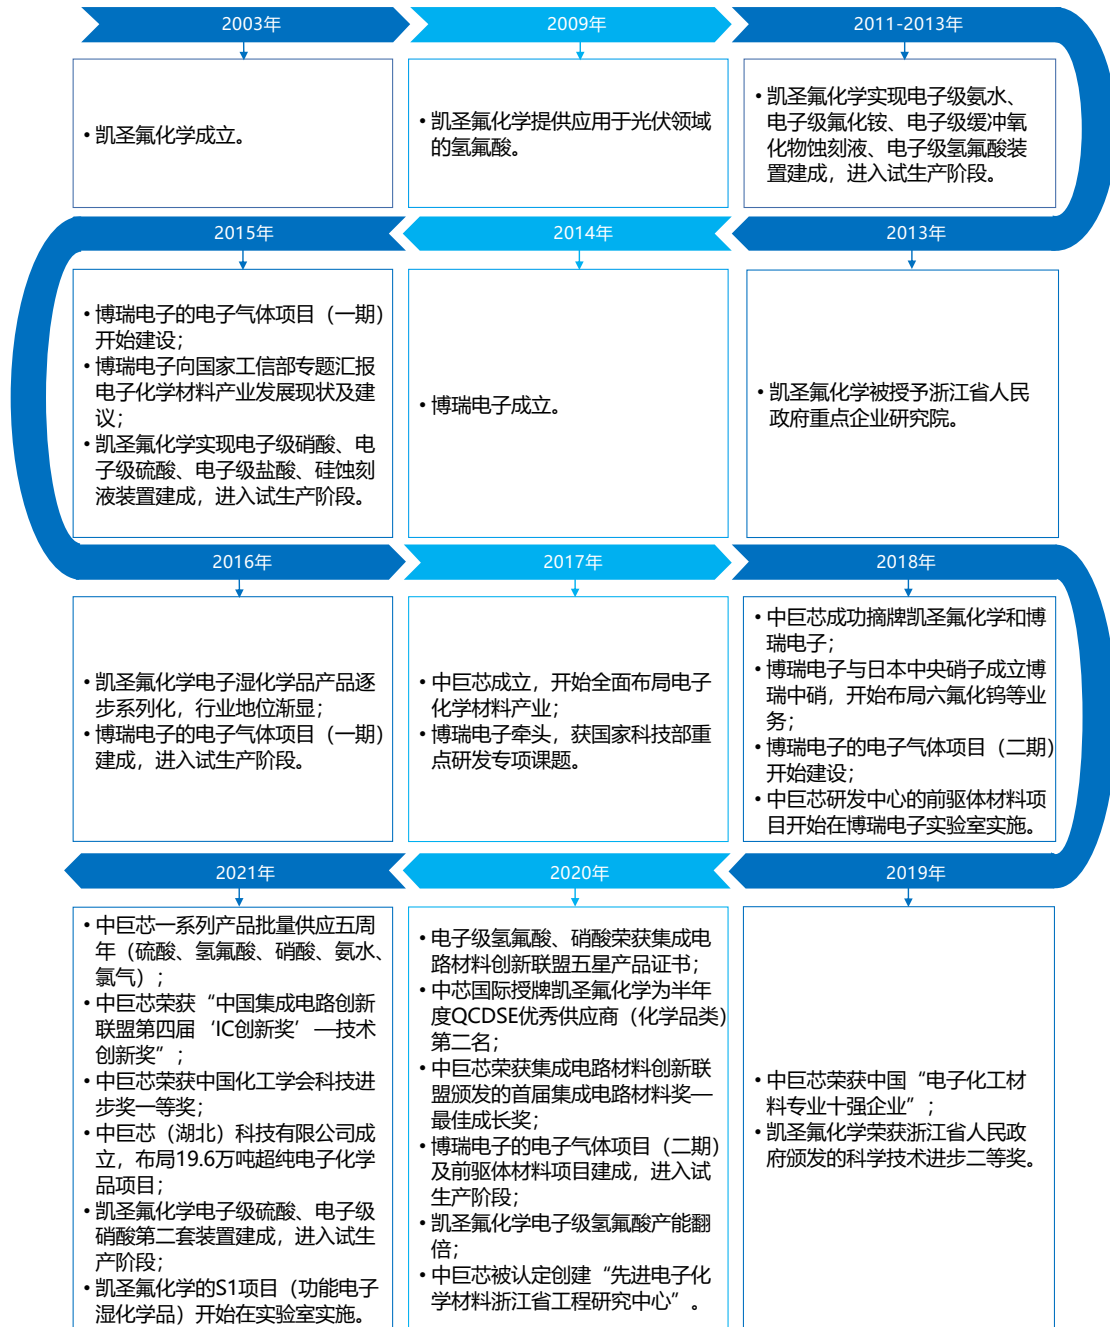 2003年
• 凯圣氟化学成立。
2009年
• 凯圣氟化学提供应用于光伏领域
的氢氟酸。
2011-2013年
• 凯圣氟化学实现电子级氨水、
电子级氟化铵、电子级缓冲氧
化物蚀刻液、电子级氢氟酸装
置建成，进入试生产阶段。
2013年
• 凯圣氟化学被授予浙江省人民
政府重点企业研究院。
2014年
• 博瑞电子成立。
2015年
• 博瑞电子的电子气体项目（一期）
开始建设；
• 博瑞电子向国家工信部专题汇报
电子化学材料产业发展现状及建
议；
• 凯圣氟化学实现电子级硝酸、电
子级硫酸、电子级盐酸、硅蚀刻
液装置建成，进入试生产阶段。
2016年
• 凯圣氟化学电子湿化学品产品逐
步系列化，行业地位渐显；
• 博瑞电子的电子气体项目（一期）
建成，进入试生产阶段。
2017年
• 中巨芯成立，开始全面布局电子
化学材料产业；
• 博瑞电子牵头，获国家科技部重
点研发专项课题。
2018年
• 中巨芯成功摘牌凯圣氟化学和博
瑞电子；
• 博瑞电子与日本中央硝子成立博
瑞中硝，开始布局六氟化钨等业
务；
• 博瑞电子的电子气体项目（二期）
开始建设；
• 中巨芯研发中心的前驱体材料项
目开始在博瑞电子实验室实施。
2019年
• 中巨芯荣获中国“电子化工材
料专业十强企业”；
• 凯圣氟化学荣获浙江省人民政
府颁发的科学技术进步二等奖。
2020年
• 电子级氢氟酸、硝酸荣获集成电
路材料创新联盟五星产品证书；
• 中芯国际授牌凯圣氟化学为半年
度QCDSE优秀供应商（化学品类）
第二名；
• 中巨芯荣获集成电路材料创新联
盟颁发的首届集成电路材料奖—
最佳成长奖；
• 博瑞电子的电子气体项目（二期）
及前驱体材料项目建成，进入试
生产阶段；
• 凯圣氟化学电子级氢氟酸产能翻
倍；
• 中巨芯被认定创建“先进电子化
学材料浙江省工程研究中心”。
2021年
• 中巨芯一系列产品批量供应五周
年（硫酸、氢氟酸、硝酸、氨水、
氯气）；
• 中巨芯荣获“中国集成电路创新
联盟第四届‘IC创新奖’—技术
创新奖”；
• 中巨芯荣获中国化工学会科技进
步奖一等奖；
• 中巨芯（湖北）科技有限公司成
立，布局19.6万吨超纯电子化学
品项目；
• 凯圣氟化学电子级硫酸、电子级
硝酸第二套装置建成，进入试生
产阶段；
• 凯圣氟化学的S1项目（功能电子
湿化学品）开始在实验室实施。